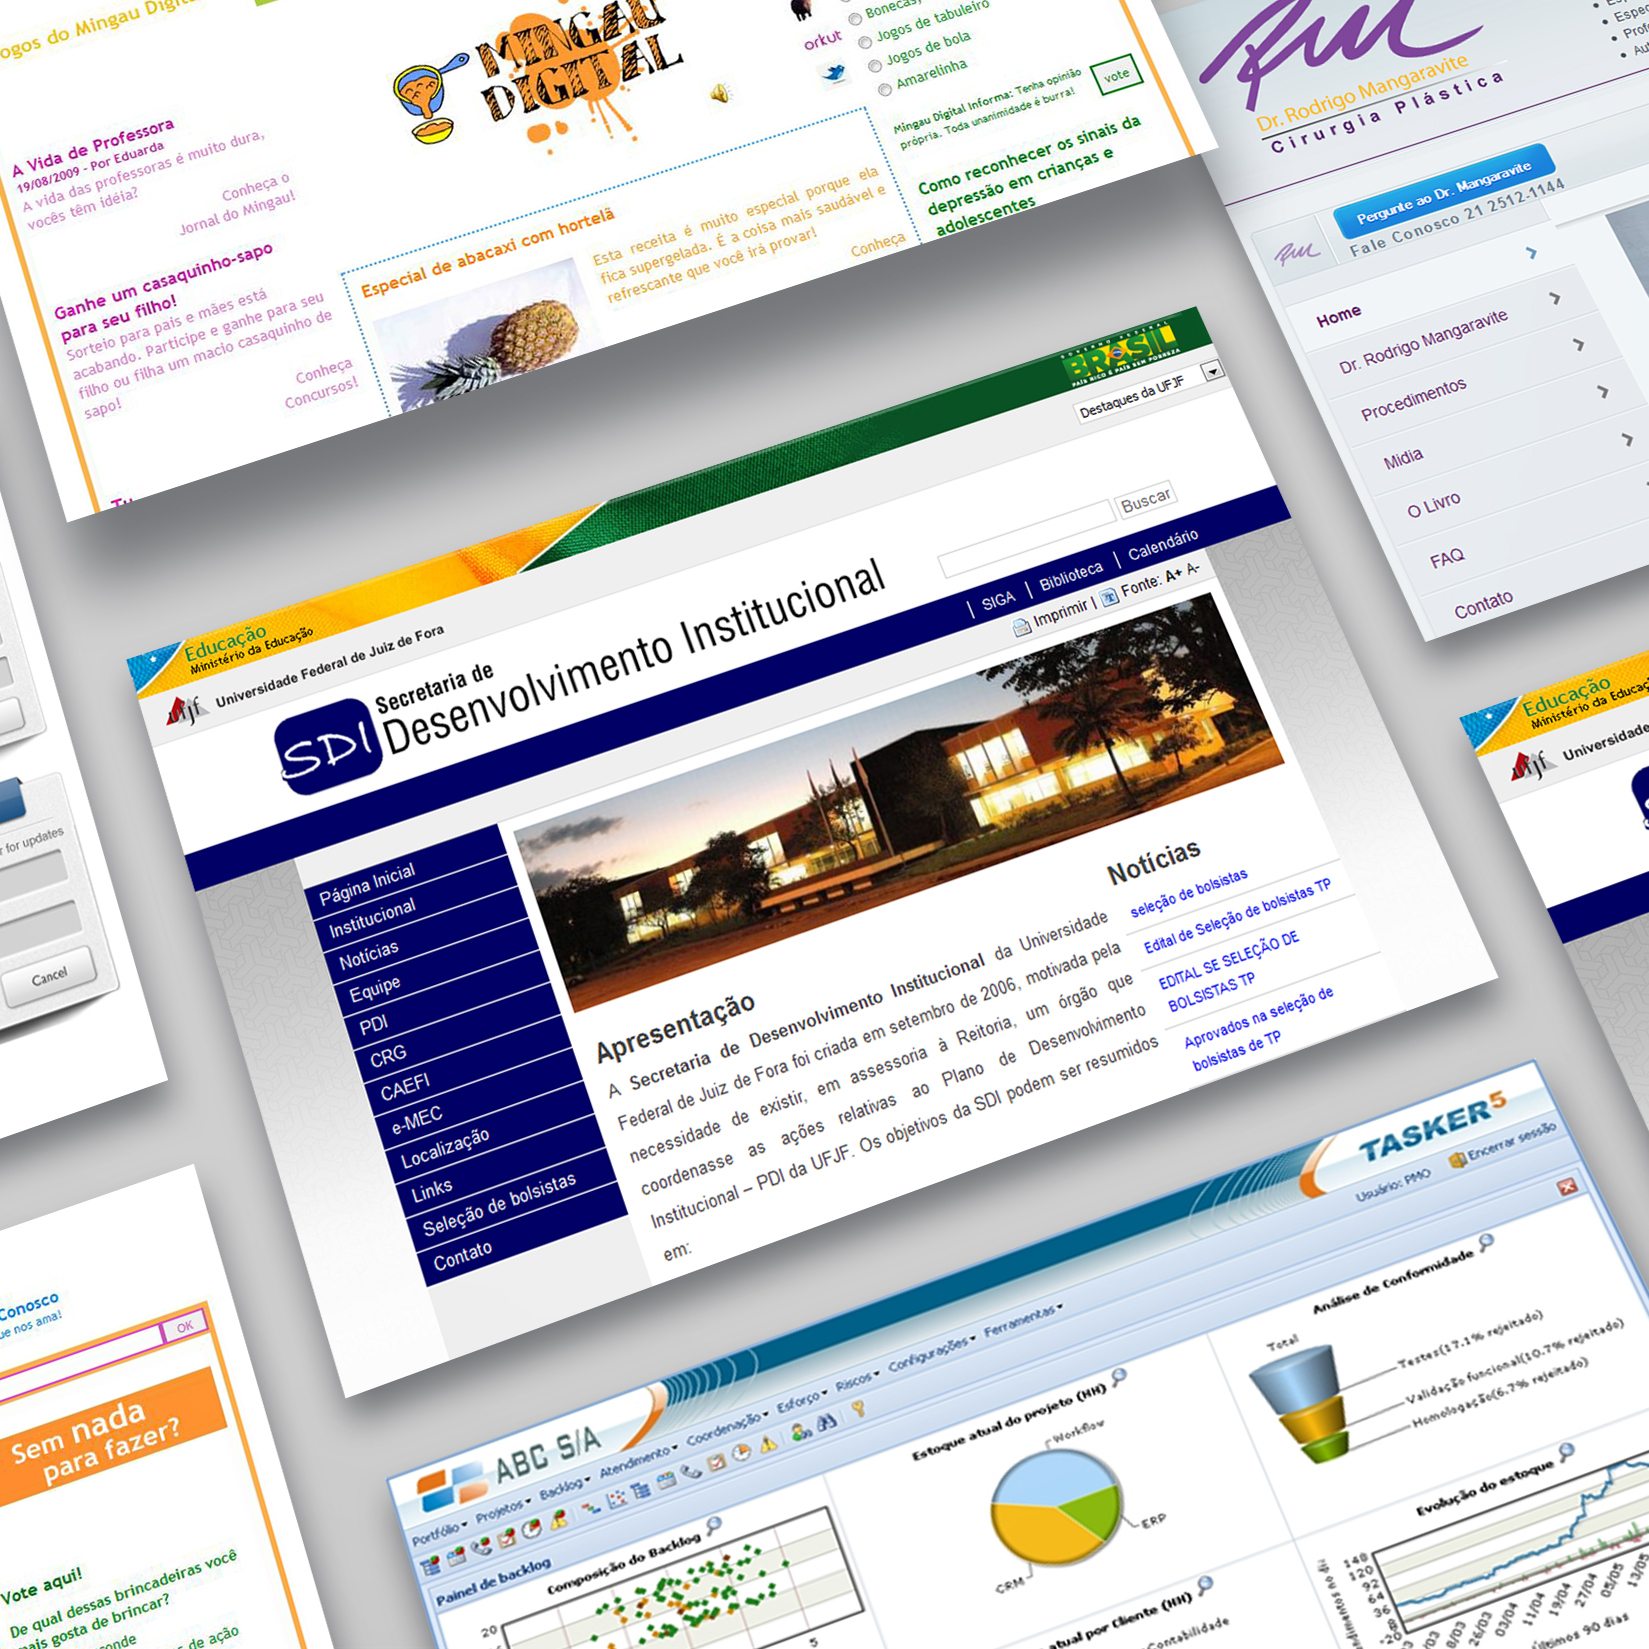 ogos do Mingau
MINGAU
DIGITAL
orkut
Jogos de tabuleiro
Jogos de bola
Amarelinha
Mingau Digital Informa: Tenha opinião
própria. Toda unanimidade é burra!
vote
Como reconhecer os sinais da
depressão em crianças e
adolescentes
A Vida de Professora
19/08/2009 - Por Eduarda
A vida das professoras é muito dura,
vocês têm idéia?
Conheça o
Jornal do Mingau!
Ganhe um casaquinho-sapo
para seu filho!
Sorteio para pais e mães está
acabando. Participe e ganhe para seu
filho ou filha um macio casaquinho de
sapo!
Conheça
Concursos!
Especial de abacaxi com hortelã
Esta receita é muito especial porque ela
fica supergelada. É a coisa mais saudável e
refrescante que você irá provar!
Conheça
Dr. Rodrigo Mangaravite
Cirurgia Plástica
Pergunte ao Dr. Mangaravite
Fale Conosco 21 2512-1144
Home
Dr. Rodrigo Mangaravite
Procedimentos
Midia
O Livro
FAQ
Contato
GOVERNO FEDERAL
BRASIL
PAÍS RICO É PAÍS SEM POBREZA
Destaques da UFJF
Educação
Ministério da Educação
ufjf Universidade Federal de Juiz de Fora
Buscar
SDI
Secretaria de
Desenvolvimento Institucional
| SIGA | Biblioteca | Calendário
Imprimir | Fonte: A+ A-
Página Inicial
Institucional
Notícias
Equipe
PDI
CRG
CAEFI
e-MEC
Localização
Links
Seleção de bolsistas
Contato
Apresentação
A Secretaria de Desenvolvimento Institucional da Universidade
Federal de Juiz de Fora foi criada em setembro de 2006, motivada pela
necessidade de existir, em assessoria à Reitoria, um órgão que
coordenasse as ações relativas ao Plano de Desenvolvimento
Institucional – PDI da UFJF. Os objetivos da SDI podem ser resumidos
em:
Notícias
seleção de bolsistas
Edital de Seleção de bolsistas TP
EDITAL SE SELEÇÃO DE
BOLSISTAS TP
Aprovados na seleção de
bolsistas de TP
Educação
Ministério da
ufjf Universidade
for updates
Cancel
Conosco
que nos ama!
OK
Sem nada
para fazer?
Vote aqui!
De qual dessas brincadeiras você
mais gosta de brincar?
de ação
TASKER5
Usuário: PMO
Encerrar sessão
ABC S/A
Portfólio Projetos Backlog Atendimento Coordenação Esforço Riscos Configurações Ferramentas
Painel de backlog
Composição do Backlog
20
5
Estoque atual do projeto (HH)
Workflow
ERP
CRM
atual por Cliente (HH)
Contabilidade
Análise de Conformidade
Total
Testes(17.1% rejeitado)
Validação funcional(10.7% rejeitado)
Homologação(6.7% rejeitado)
Evolução do estoque
140
120
26/03
11/04
19/04
27/04
05/05
13/05
últimos 90 dias